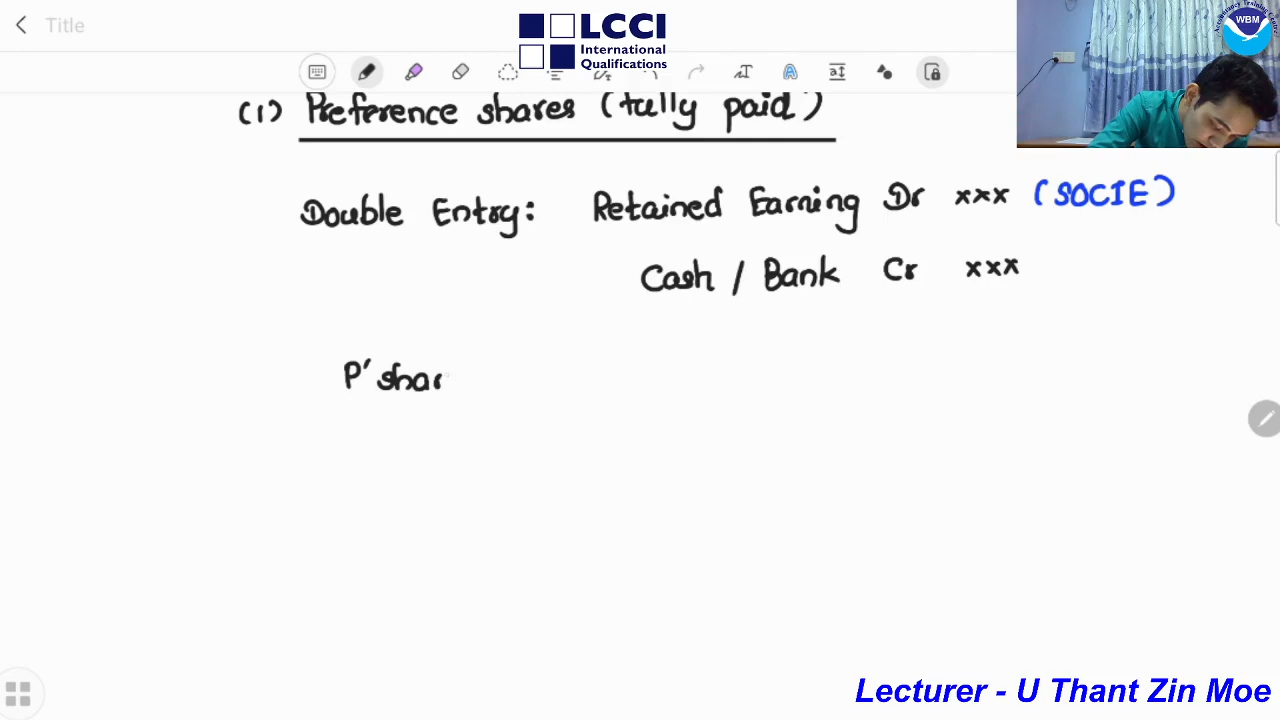 Title
LCCI
International
Qualifications
WBM
(1) Preference shares (fully paid)
Double Entry: Retained Earning Dr xxx (SOCIE)
Cash / Bank Cr xxx
P' shar
Lecturer - U Thant Zin Moe